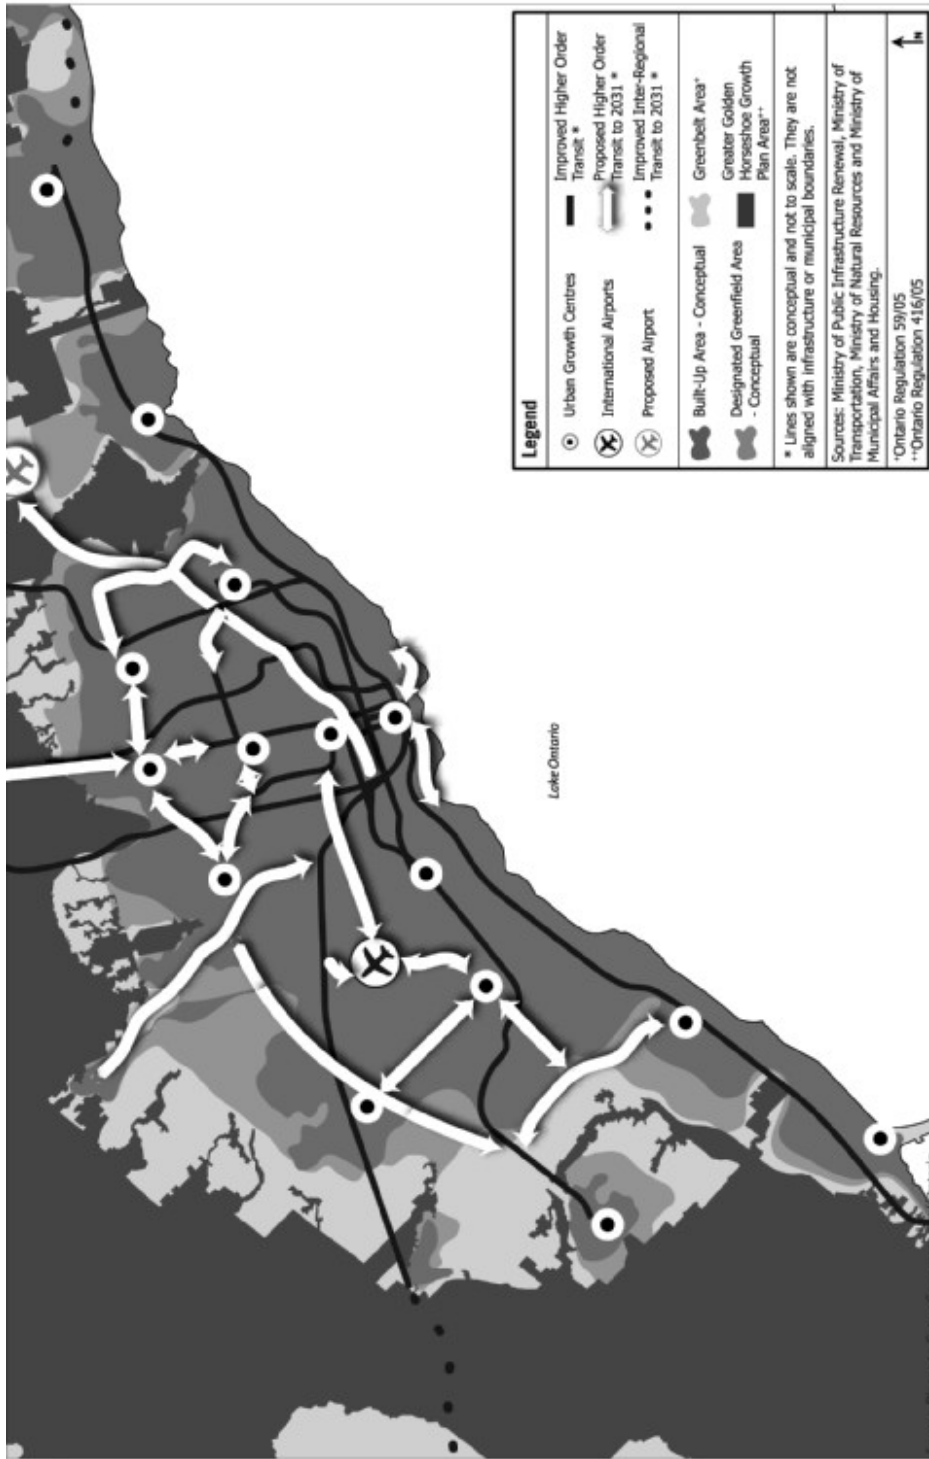 Lake Ontario
Legend
Urban Growth Centres
International Airports
Proposed Airport
Improved Higher Order
Transit *
Proposed Higher Order
Transit to 2031 *
Improved Inter-Regional
Transit to 2031 *
Built-Up Area - Conceptual
Designated Greenfield Area
- Conceptual
Greenbelt Area⁺
Greater Golden
Horseshoe Growth
Plan Area⁺⁺
* Lines shown are conceptual and not to scale. They are not
aligned with infrastructure or municipal boundaries.
Sources: Ministry of Public Infrastructure Renewal, Ministry of
Transportation, Ministry of Natural Resources and Ministry of
Municipal Affairs and Housing.
⁺Ontario Regulation 59/05
⁺⁺Ontario Regulation 416/05
N